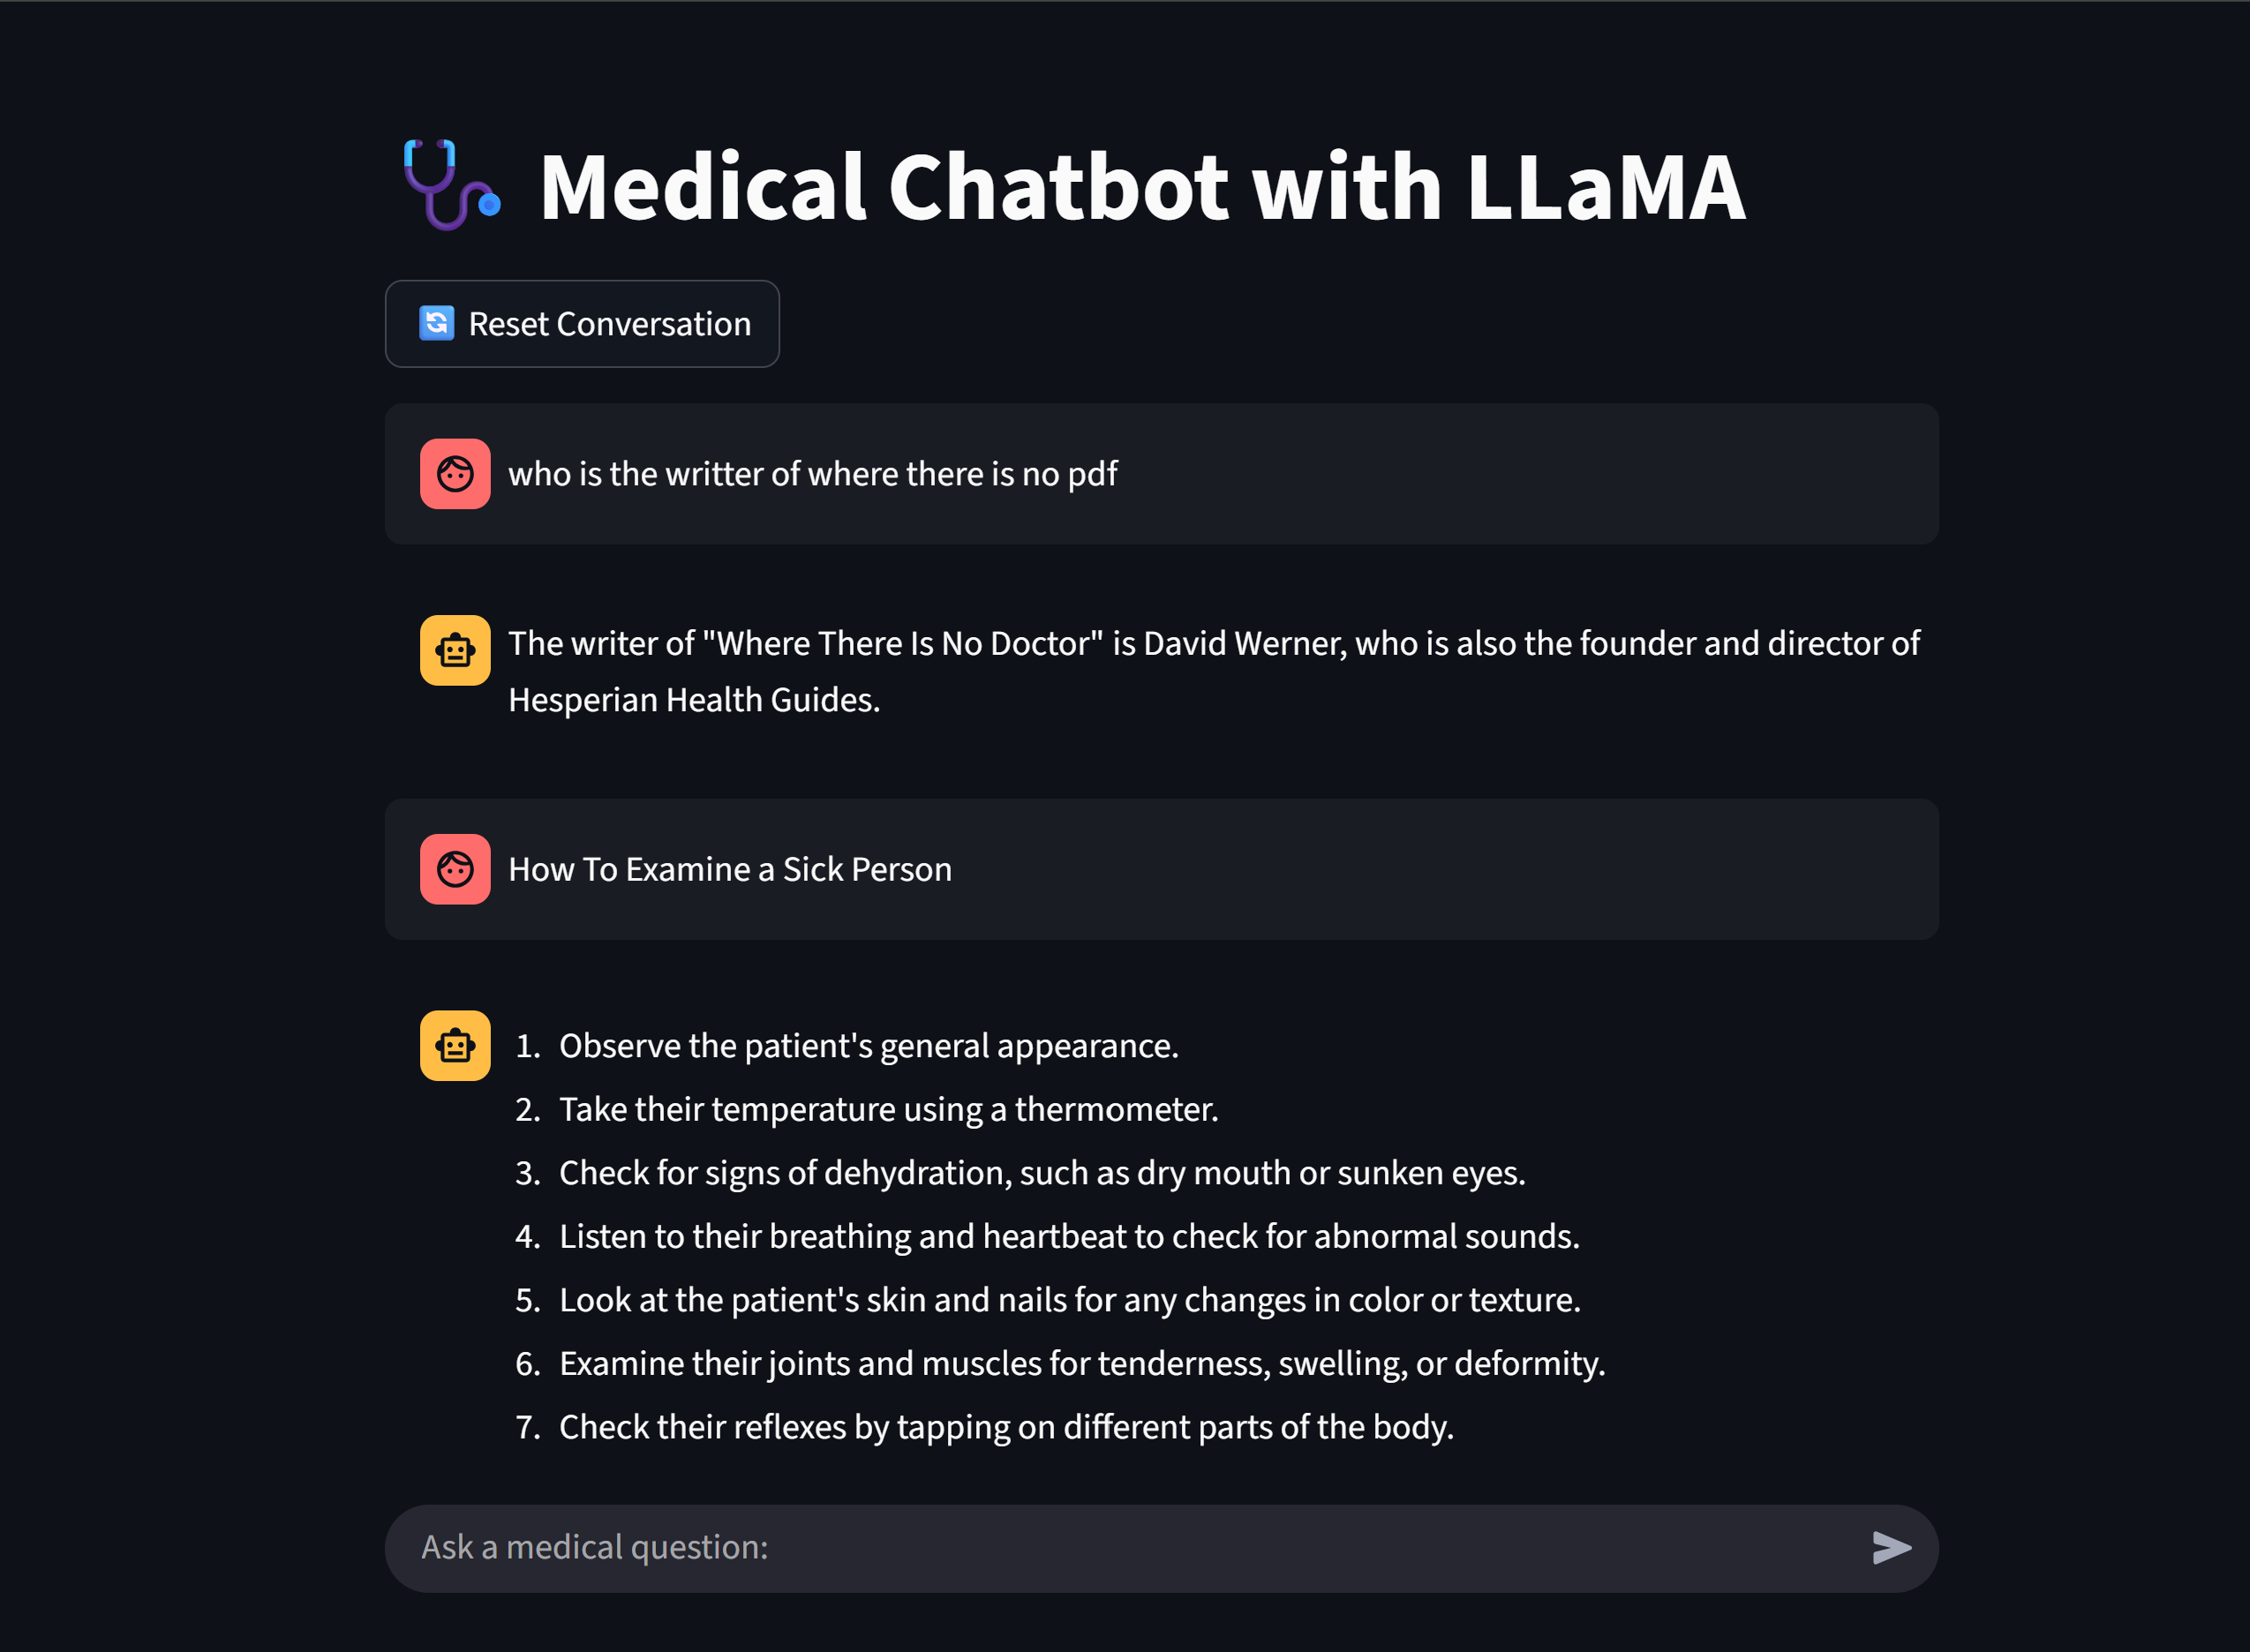 Medical Chatbot with LLaMA
Reset Conversation
who is the writter of where there is no pdf
The writer of "Where There Is No Doctor" is David Werner, who is also the founder and director of
Hesperian Health Guides.
How To Examine a Sick Person
1. Observe the patient's general appearance.
2. Take their temperature using a thermometer.
3. Check for signs of dehydration, such as dry mouth or sunken eyes.
4. Listen to their breathing and heartbeat to check for abnormal sounds.
5. Look at the patient's skin and nails for any changes in color or texture.
6. Examine their joints and muscles for tenderness, swelling, or deformity.
7. Check their reflexes by tapping on different parts of the body.
Ask a medical question: